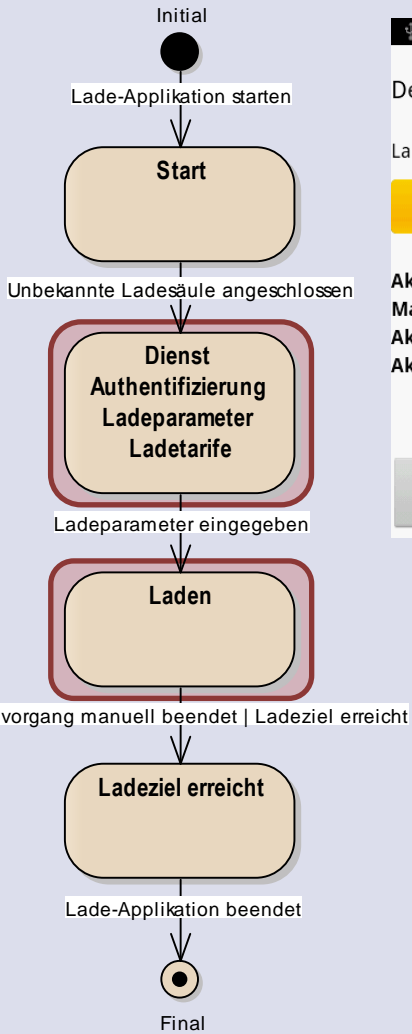 Initial
Lade-Applikation starten
Start
Unbekannte Ladesäule angeschlossen
Dienst
Authentifizierung
Ladeparameter
Ladetarife
Ladeparameter eingegeben
Laden
vorgang manuell beendet | Ladeziel erreicht
Ladeziel erreicht
Lade-Applikation beendet
Final
De
La
Ak
Ma
Ak
Ak